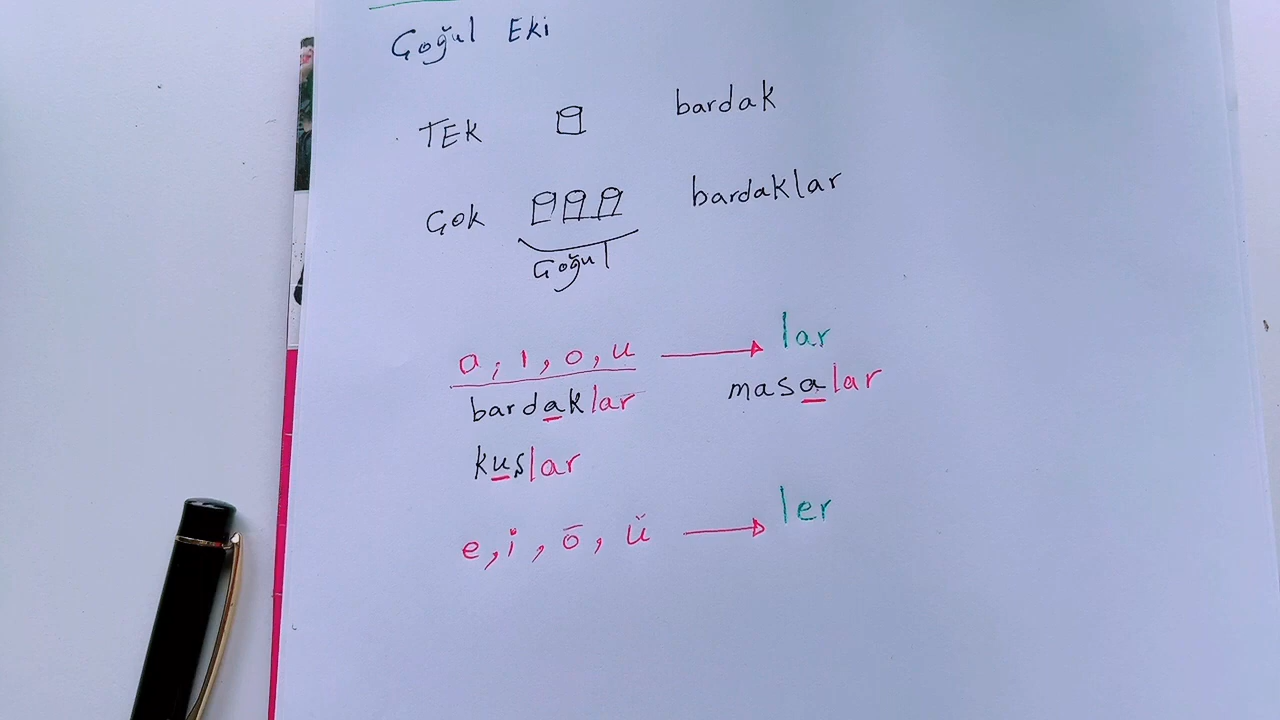 Çoğul Eki
TEK bardak
Çok bardaklar
Çoğul
a, ı, o, u → lar
bardaklar masalar
kuşlar
e, i, ö, ü → ler